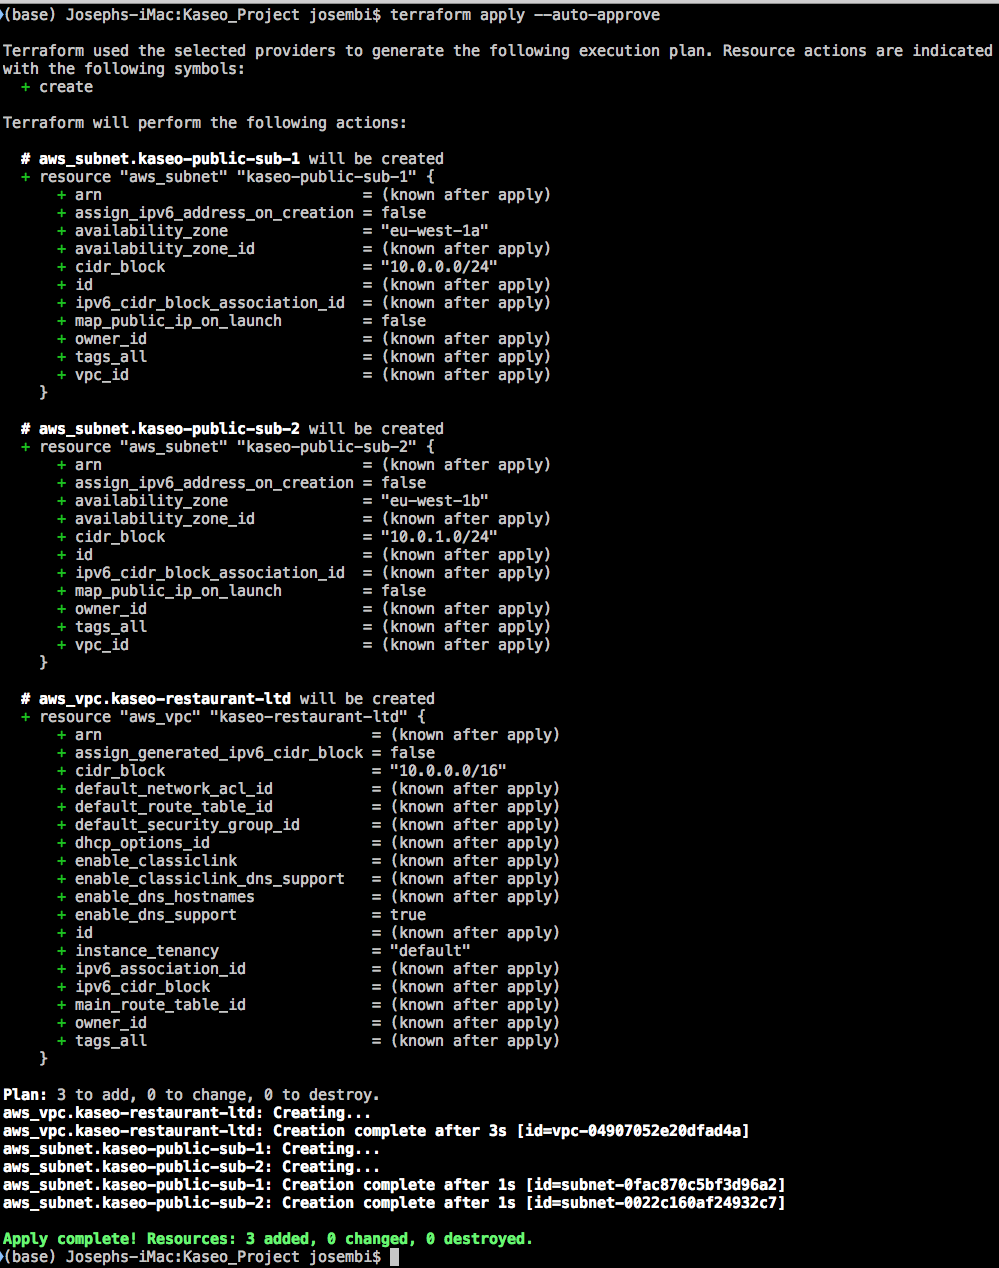 (base) Josephs-iMac:Kaseo_Project josembi$ terraform apply --auto-approve

Terraform used the selected providers to generate the following execution plan. Resource actions are indicated
with the following symbols:
  + create

Terraform will perform the following actions:

  # aws_subnet.kaseo-public-sub-1 will be created
  + resource "aws_subnet" "kaseo-public-sub-1" {
      + arn                             = (known after apply)
      + assign_ipv6_address_on_creation = false
      + availability_zone               = "eu-west-1a"
      + availability_zone_id            = (known after apply)
      + cidr_block                      = "10.0.0.0/24"
      + id                              = (known after apply)
      + ipv6_cidr_block_association_id  = (known after apply)
      + map_public_ip_on_launch         = false
      + owner_id                        = (known after apply)
      + tags_all                        = (known after apply)
      + vpc_id                          = (known after apply)
    }

  # aws_subnet.kaseo-public-sub-2 will be created
  + resource "aws_subnet" "kaseo-public-sub-2" {
      + arn                             = (known after apply)
      + assign_ipv6_address_on_creation = false
      + availability_zone               = "eu-west-1b"
      + availability_zone_id            = (known after apply)
      + cidr_block                      = "10.0.1.0/24"
      + id                              = (known after apply)
      + ipv6_cidr_block_association_id  = (known after apply)
      + map_public_ip_on_launch         = false
      + owner_id                        = (known after apply)
      + tags_all                        = (known after apply)
      + vpc_id                          = (known after apply)
    }

  # aws_vpc.kaseo-restaurant-ltd will be created
  + resource "aws_vpc" "kaseo-restaurant-ltd" {
      + arn                              = (known after apply)
      + assign_generated_ipv6_cidr_block = false
      + cidr_block                       = "10.0.0.0/16"
      + default_network_acl_id           = (known after apply)
      + default_route_table_id           = (known after apply)
      + default_security_group_id        = (known after apply)
      + dhcp_options_id                  = (known after apply)
      + enable_classiclink               = (known after apply)
      + enable_classiclink_dns_support   = (known after apply)
      + enable_dns_hostnames             = (known after apply)
      + enable_dns_support               = true
      + id                               = (known after apply)
      + instance_tenancy                 = "default"
      + ipv6_association_id              = (known after apply)
      + ipv6_cidr_block                  = (known after apply)
      + main_route_table_id              = (known after apply)
      + owner_id                         = (known after apply)
      + tags_all                         = (known after apply)
    }

Plan: 3 to add, 0 to change, 0 to destroy.
aws_vpc.kaseo-restaurant-ltd: Creating...
aws_vpc.kaseo-restaurant-ltd: Creation complete after 3s [id=vpc-04907052e20dfad4a]
aws_subnet.kaseo-public-sub-1: Creating...
aws_subnet.kaseo-public-sub-2: Creating...
aws_subnet.kaseo-public-sub-1: Creation complete after 1s [id=subnet-0fac870c5bf3d96a2]
aws_subnet.kaseo-public-sub-2: Creation complete after 1s [id=subnet-0022c160af24932c7]

Apply complete! Resources: 3 added, 0 changed, 0 destroyed.
(base) Josephs-iMac:Kaseo_Project josembi$